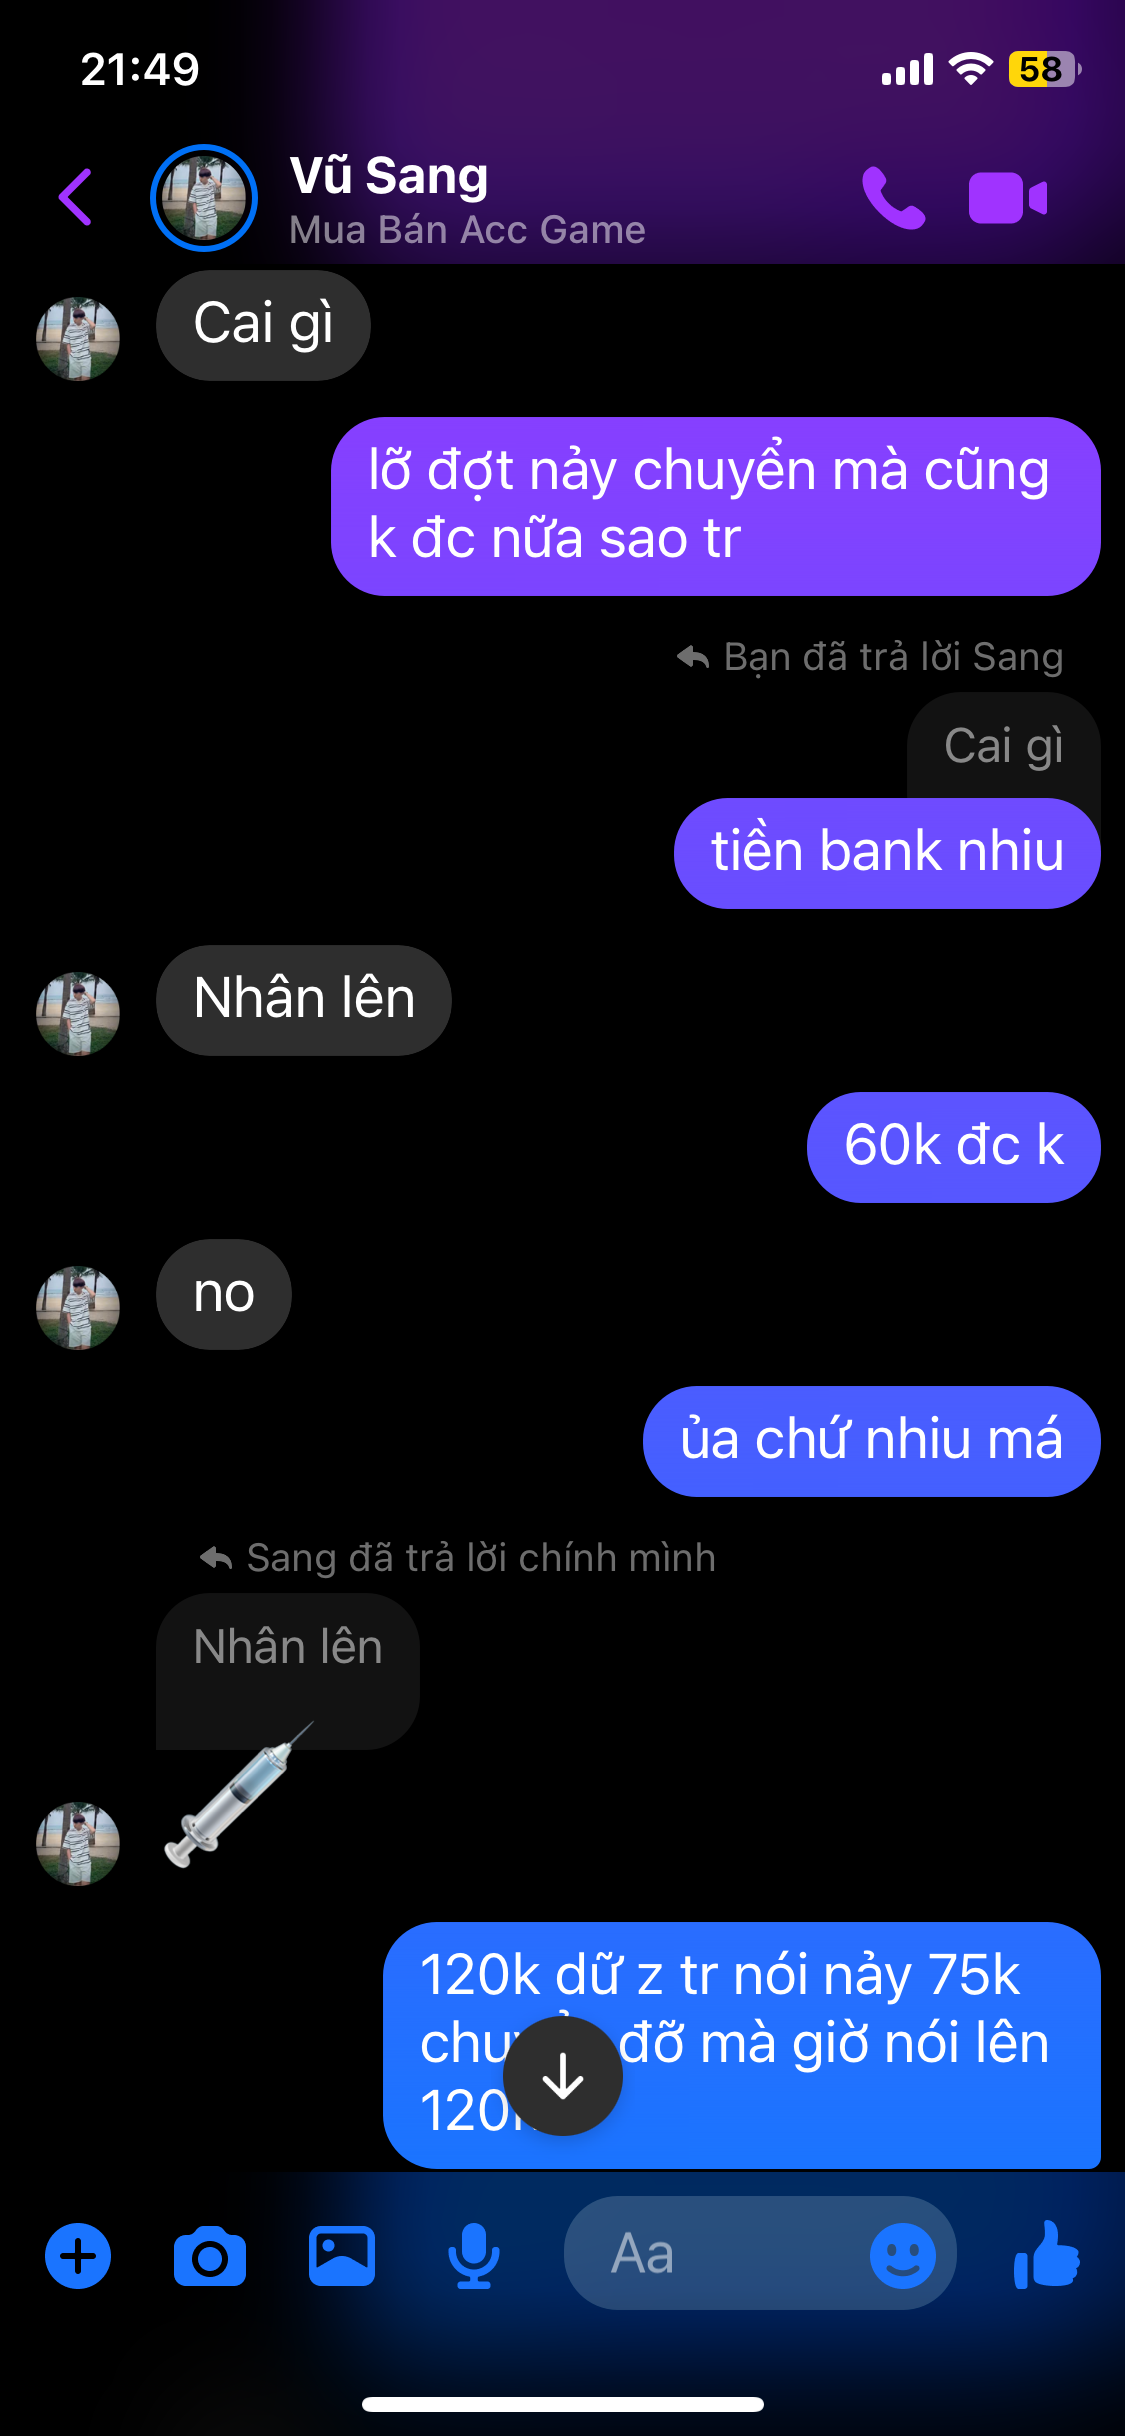 21:49
58
Vũ Sang
Mua Bán Acc Game
Cai gì
lỡ đợt nảy chuyển mà cũng
k đc nữa sao tr
Bạn đã trả lời Sang
Cai gì
tiền bank nhiu
Nhân lên
60k đc k
no
ủa chứ nhiu má
Sang đã trả lời chính mình
Nhân lên
120k dữ z tr nói nảy 75k
đỡ mà giờ nói lên
Aa